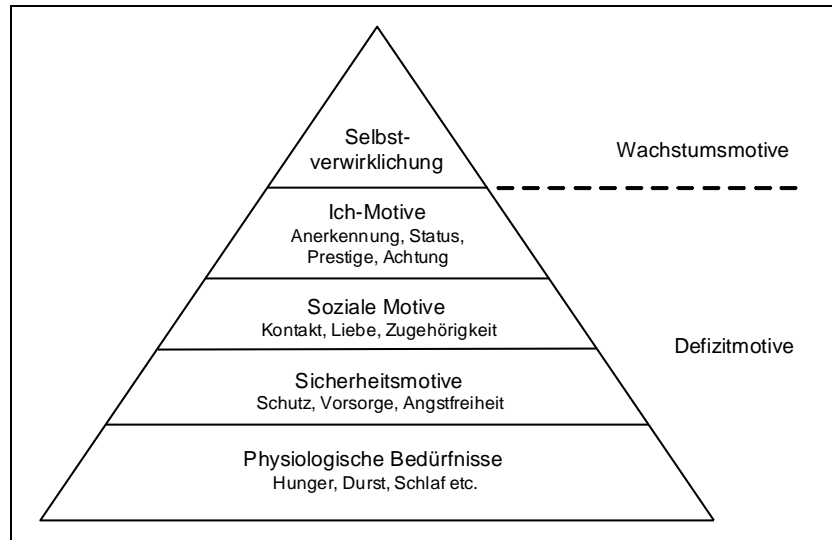 Selbst-
verwirklichung
Wachstumsmotive
Ich-Motive
Anerkennung, Status,
Prestige, Achtung
Soziale Motive
Kontakt, Liebe, Zugehörigkeit
Defizitmotive
Sicherheitsmotive
Schutz, Vorsorge, Angstfreiheit
Physiologische Bedürfnisse
Hunger, Durst, Schlaf etc.